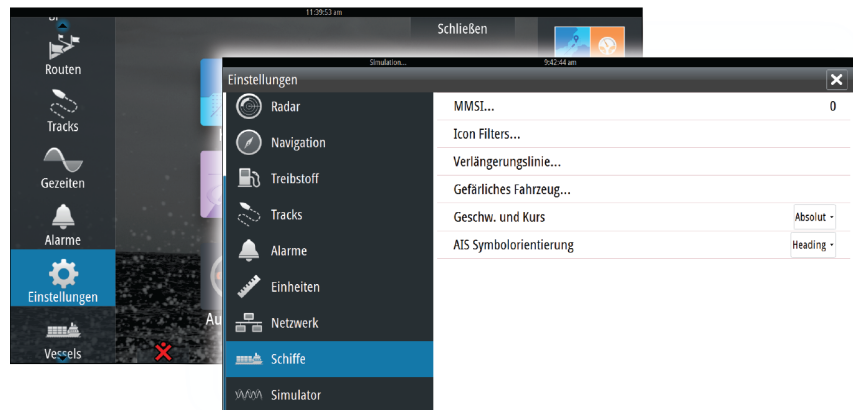 11:39:53 am
Schließen
Routen
Tracks
Gezeiten
Alarme
Einstellungen
Vessels
Au
Simulation...
9:42:44 am
Einstellungen
Radar
Navigation
Treibstoff
Tracks
Alarme
Einheiten
Netzwerk
Schiffe
Simulator
MMSI... 0
Icon Filters...
Verlängerungslinie...
Gefärliches Fahrzeug...
Geschw. und Kurs Absolut
AIS Symbolorientierung Heading